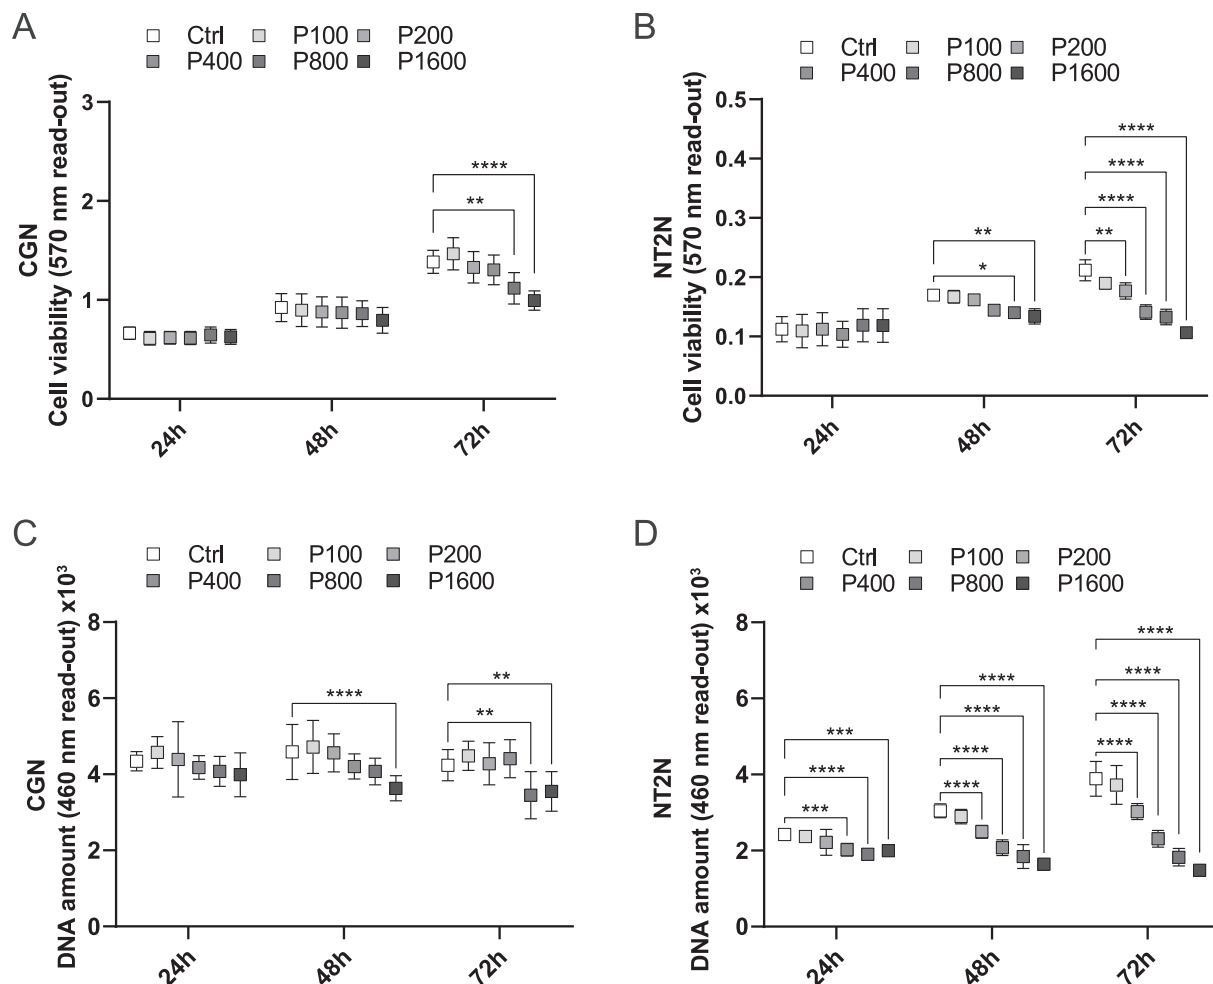 A
Ctrl P100 P200
P400 P800 P1600
CGN
Cell viability (570 nm read-out)
3
2
1
0
**** 
**
24h 48h 72h
B
Ctrl P100 P200
P400 P800 P1600
NT2N
Cell viability (570 nm read-out)
0.5
0.4
0.3
0.2
0.1
0.0
**
*
****
****
****
**
24h 48h 72h
C
Ctrl P100 P200
P400 P800 P1600
CGN
DNA amount (460 nm read-out) x10³
8
6
4
2
0
****
**
**
24h 48h 72h
D
Ctrl P100 P200
P400 P800 P1600
NT2N
DNA amount (460 nm read-out) x10³
8
6
4
2
0
***
****
***
****
****
****
****
****
****
****
****
24h 48h 72h